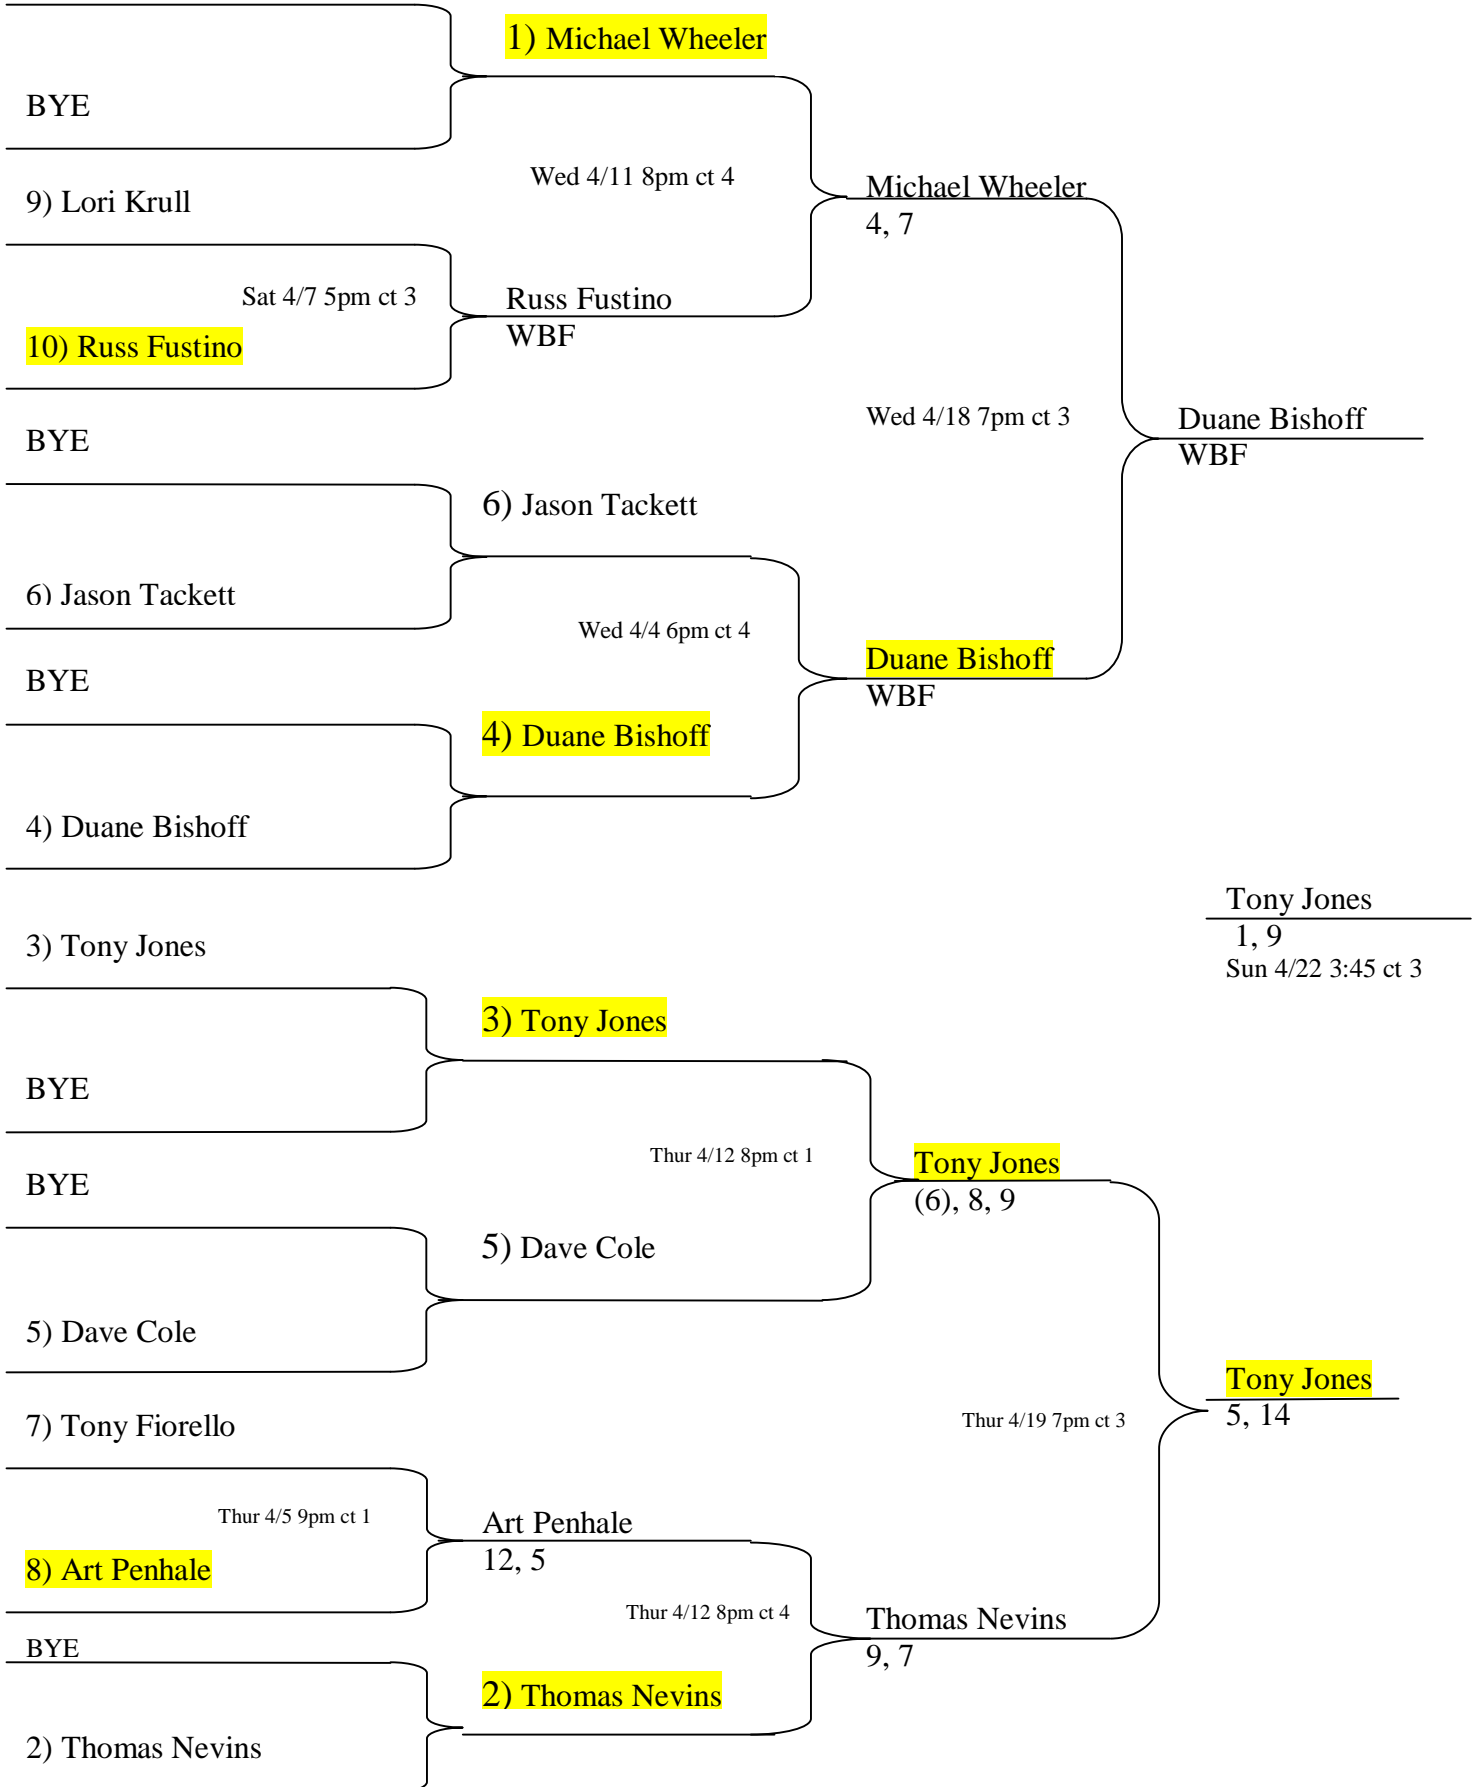 1) Michael Wheeler
BYE
Wed 4/11 8pm ct 4
Michael Wheeler
4, 7
9) Lori Krull
Sat 4/7 5pm ct 3
Russ Fustino
WBF
10) Russ Fustino
Wed 4/18 7pm ct 3
Duane Bishoff
WBF
BYE
6) Jason Tackett
6) Jason Tackett
Wed 4/4 6pm ct 4
Duane Bishoff
WBF
BYE
4) Duane Bishoff
4) Duane Bishoff
Tony Jones
1, 9
Sun 4/22 3:45 ct 3
3) Tony Jones
3) Tony Jones
BYE
Thur 4/12 8pm ct 1
Tony Jones
(6), 8, 9
BYE
5) Dave Cole
5) Dave Cole
Tony Jones
5, 14
Thur 4/19 7pm ct 3
7) Tony Fiorello
Thur 4/5 9pm ct 1
Art Penhale
12, 5
8) Art Penhale
Thur 4/12 8pm ct 4
Thomas Nevins
9, 7
BYE
2) Thomas Nevins
2) Thomas Nevins